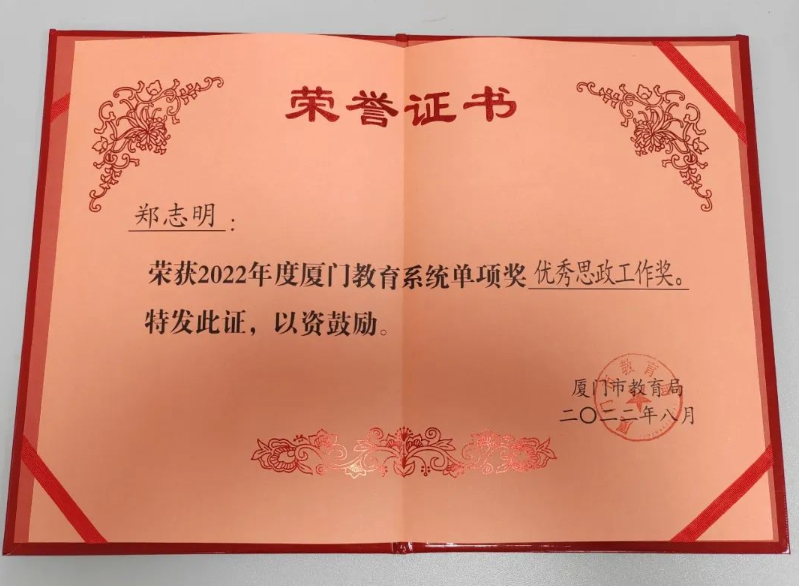 荣誉证书
郑志明：
荣获2022年度厦门教育系统单项奖优秀思政工作奖。
特发此证，以资鼓励。
厦门市教育局
二〇二二年八月